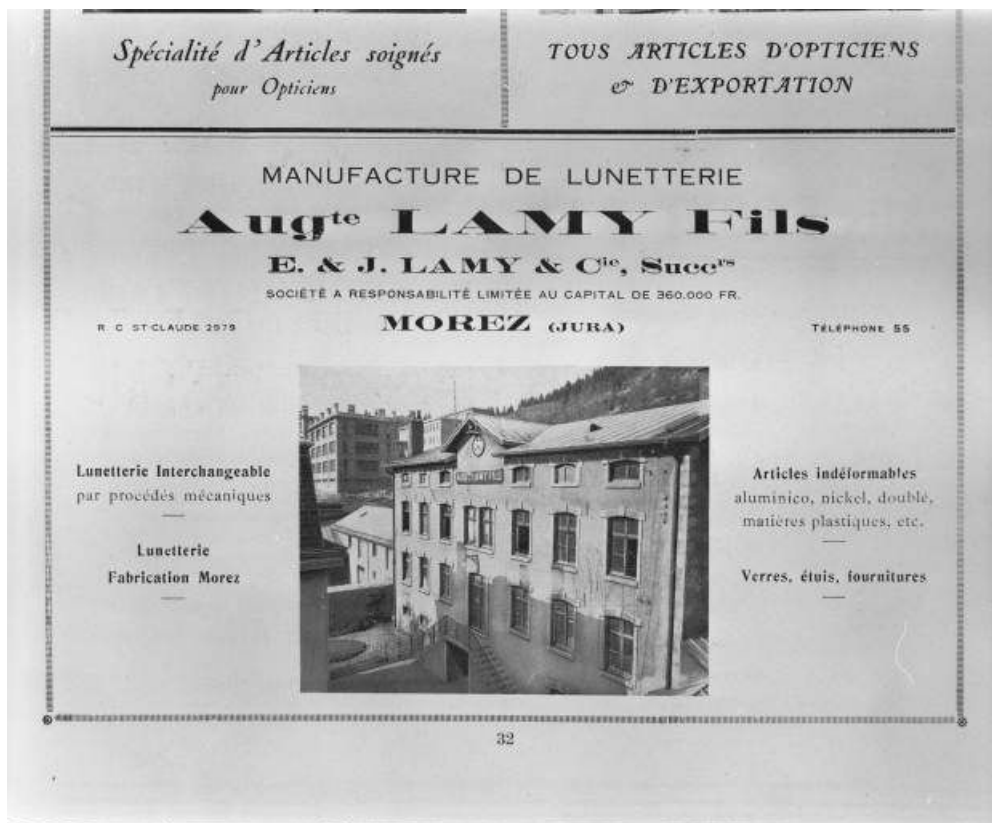 Spécialité d'Articles soignés
pour Opticiens
TOUS ARTICLES D'OPTICIENS
& D'EXPORTATION
MANUFACTURE DE LUNETTERIE
Augte LAMY Fils
E. & J. LAMY & Cie, Succrs
SOCIÉTÉ A RESPONSABILITÉ LIMITÉE AU CAPITAL DE 360.000 FR.
R C ST-CLAUDE 2979
MOREZ (JURA)
TÉLÉPHONE 55
Lunetterie Interchangeable
par procédés mécaniques
Lunetterie
Fabrication Morez
Articles indéformables
aluminico, nickel, doublé,
matières plastiques, etc.
Verres, étuis, fournitures
32